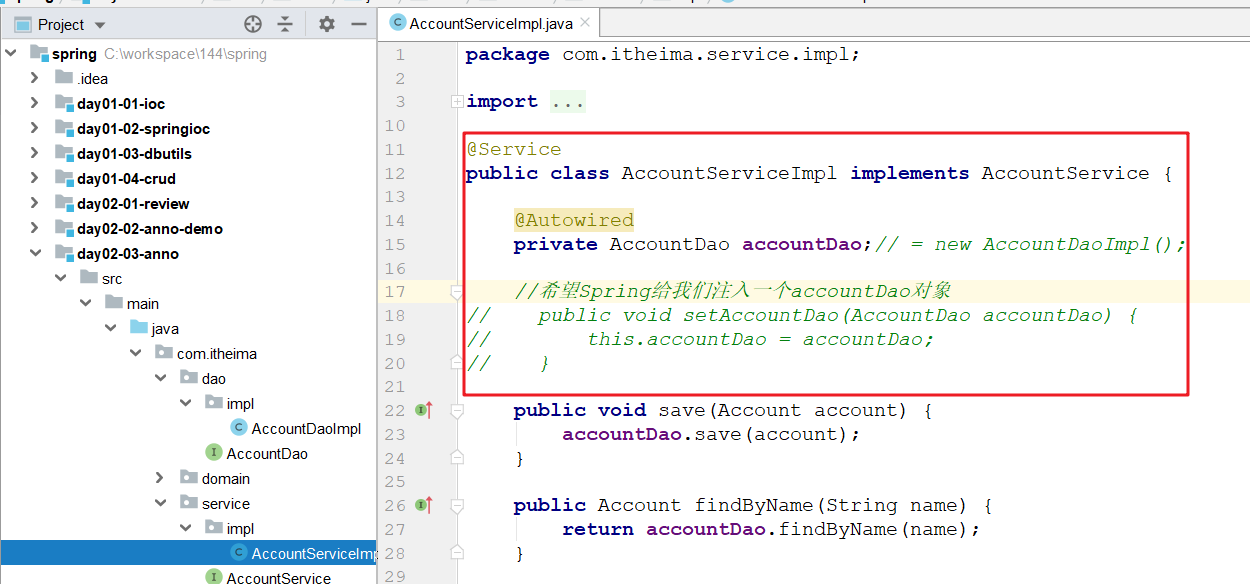 Project
spring C:\workspace\144\spring
.idea
day01-01-ioc
day01-02-springioc
day01-03-dbutils
day01-04-crud
day02-01-review
day02-02-anno-demo
day02-03-anno
src
main
java
com.itheima
dao
impl
AccountDaoImpl
AccountDao
domain
service
impl
AccountServiceImp
AccountService
AccountServiceImpl.java
1 package com.itheima.service.impl;
2
3 import ...
10
11 @Service
12 public class AccountServiceImpl implements AccountService {
13
14 @Autowired
15 private AccountDao accountDao;// = new AccountDaoImpl();
16
17 //希望Spring给我们注入一个accountDao对象
18 // public void setAccountDao(AccountDao accountDao) {
19 // this.accountDao = accountDao;
20 // }
21
22 public void save(Account account) {
23 accountDao.save(account);
24 }
25
26 public Account findByName(String name) {
27 return accountDao.findByName(name);
28 }
29